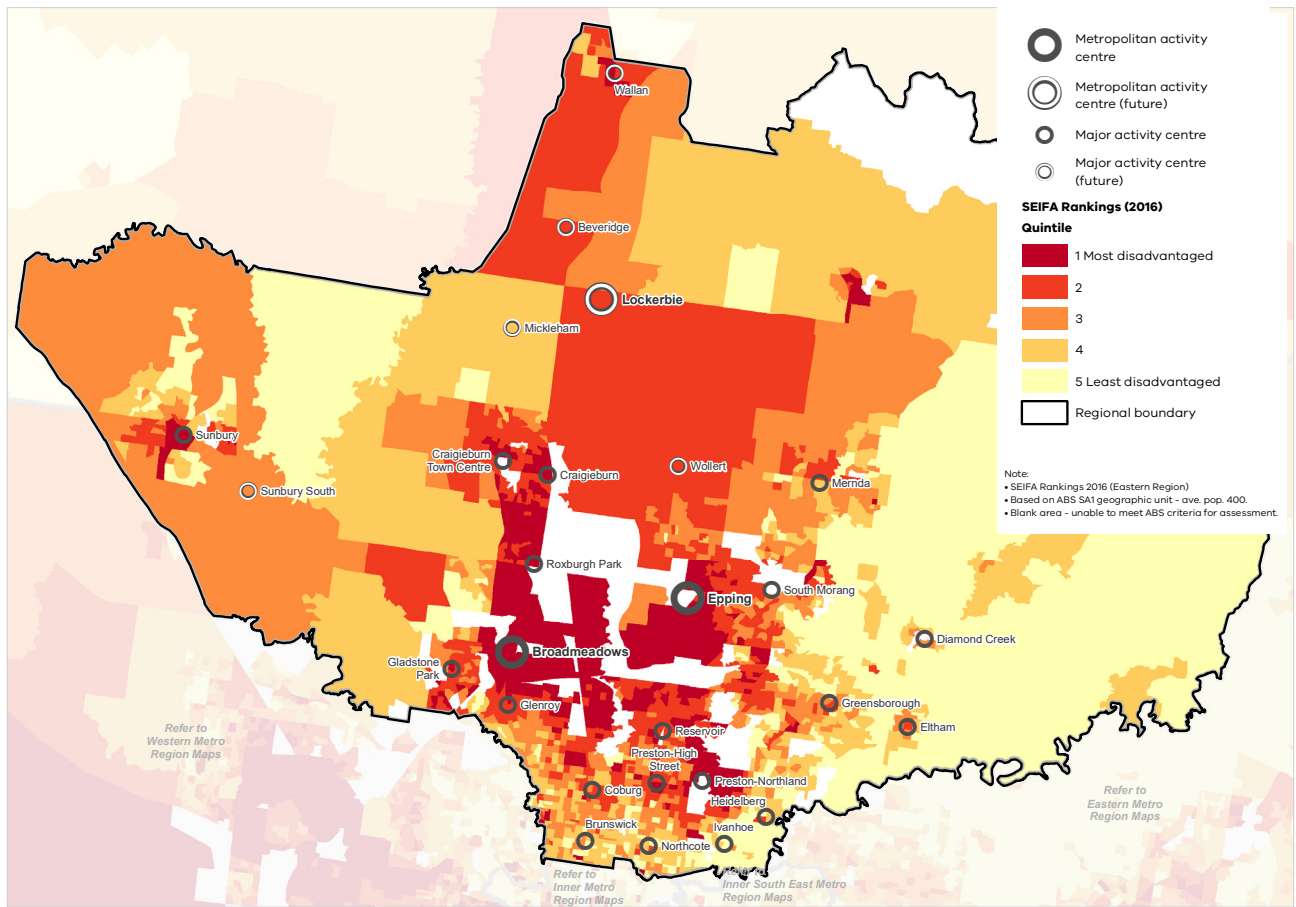 Metropolitan activity
centre
Metropolitan activity
centre (future)
Major activity centre
Major activity centre
(future)
SEIFA Rankings (2016)
Quintile
1 Most disadvantaged
2
3
4
5 Least disadvantaged
Regional boundary
Note:
• SEIFA Rankings 2016 (Eastern Region)
• Based on ABS SA1 geographic unit - ave. pop. 400.
• Blank area - unable to meet ABS criteria for assessment.
Wallan
Beveridge
Lockerbie
Mickleham
Sunbury
Sunbury South
Craigieburn
Town Centre
Craigieburn
Wollert
Mernda
Roxburgh Park
Epping
South Morang
Diamond Creek
Broadmeadows
Gladstone
Park
Glenroy
Greensborough
Eltham
Reservoir
Preston-High
Street
Preston-Northland
Coburg
Heidelberg
Brunswick
Ivanhoe
Northcote
Refer to
Western Metro
Region Maps
Refer to
Eastern Metro
Region Maps
Refer to
Inner Metro
Region Maps
Refer to
Inner South East Metro
Region Maps